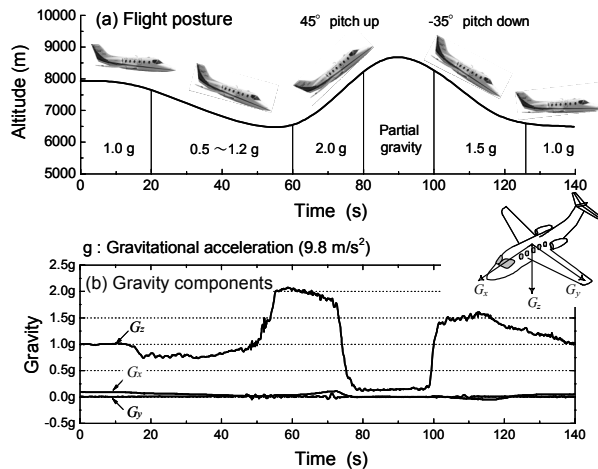 (a) Flight posture
45° pitch up
-35° pitch down
Altitude (m)
9000
8000
7000
6000
5000
1.0 g
0.5 ～1.2g
2.0 g
Partial
gravity
1.5 g
1.0 g
0 20 40 60 80 100 120 140
Time (s)
g : Gravitational acceleration (9.8 m/s²)
(b) Gravity components
Gx
Gz
Gy
Gravity
2.5g
2.0g
1.5g
1.0g
0.5g
0.0g
-0.5g
Gz
Gx
Gy
0 20 40 60 80 100 120 140
Time (s)